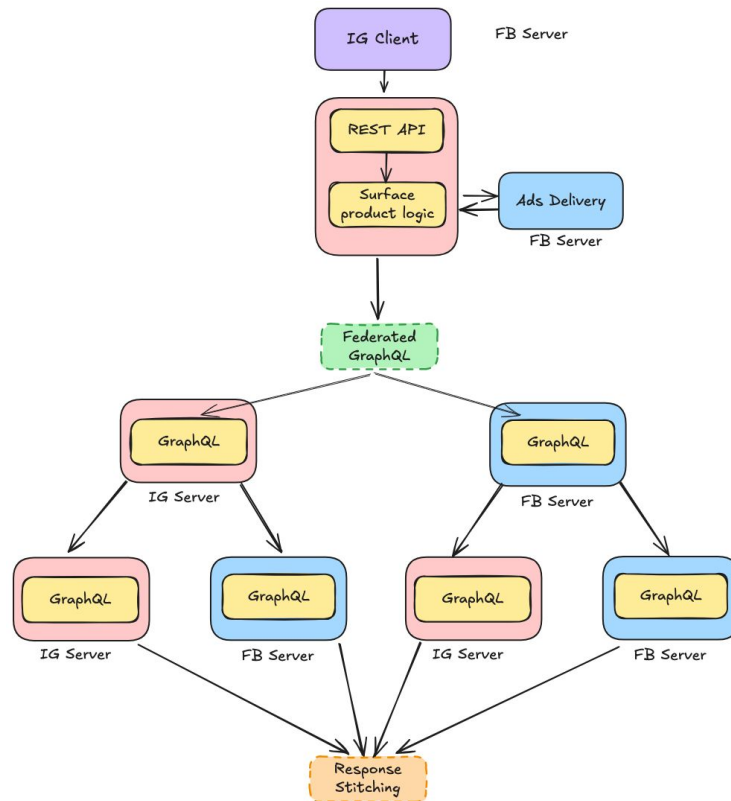 IG Client
FB Server
REST API
Surface
product logic
Ads Delivery
FB Server
Federated
GraphQL
GraphQL
GraphQL
IG Server
FB Server
GraphQL
GraphQL
GraphQL
GraphQL
IG Server
FB Server
IG Server
FB Server
Response
Stitching